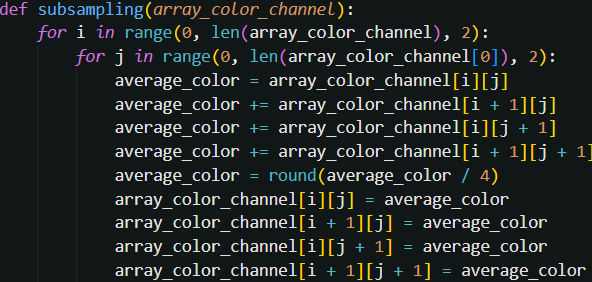 def subsampling(array_color_channel):
    for i in range(0, len(array_color_channel), 2):
        for j in range(0, len(array_color_channel[0]), 2):
            average_color = array_color_channel[i][j]
            average_color += array_color_channel[i + 1][j]
            average_color += array_color_channel[i][j + 1]
            average_color += array_color_channel[i + 1][j + 1]
            average_color = round(average_color / 4)
            array_color_channel[i][j] = average_color
            array_color_channel[i + 1][j] = average_color
            array_color_channel[i][j + 1] = average_color
            array_color_channel[i + 1][j + 1] = average_color